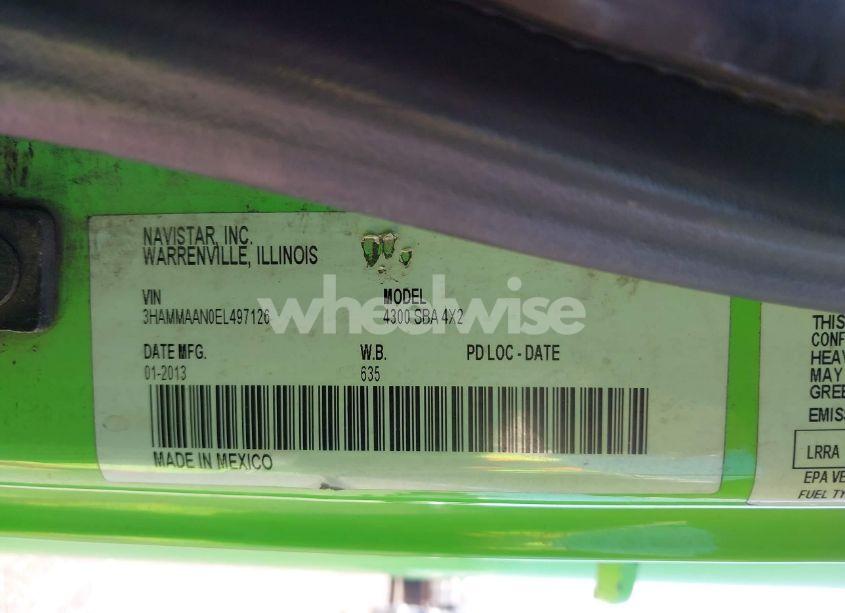 NAVISTAR, INC.
WARRENVILLE, ILLINOIS
VIN
3HAMMAAN0EL497126
MODEL
4300 SBA 4X2
DATE MFG.
01-2013
W.B.
635
PD LOC - DATE
MADE IN MEXICO
wheelwise
THIS
CONF
HEAV
MAY
GREE
EMIS
LRRA
EPA VE
FUEL TY